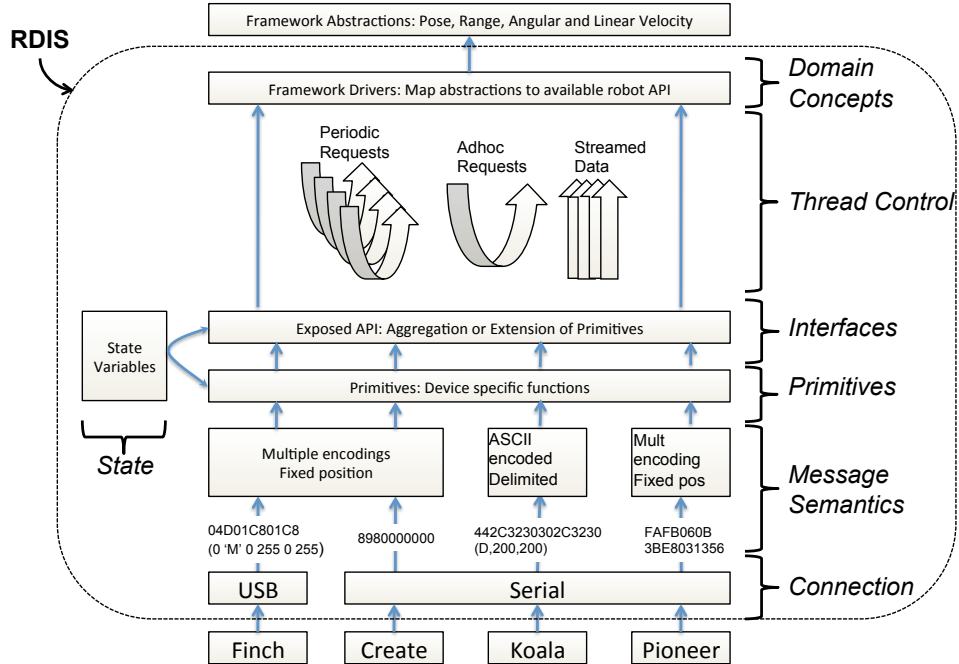 Framework Abstractions: Pose, Range, Angular and Linear Velocity
RDIS
Framework Drivers: Map abstractions to available robot API
Domain
Concepts
Periodic
Requests
Adhoc
Requests
Streamed
Data
Thread Control
Exposed API: Aggregation or Extension of Primitives
Interfaces
State
Variables
Primitives: Device specific functions
Primitives
State
Multiple encodings
Fixed position
ASCII
encoded
Delimited
Mult
encoding
Fixed pos
Message
Semantics
04D01C801C8
(0 'M' 0 255 0 255)
8980000000
442C3230302C3230
(D,200,200)
FAFB060B
3BE8031356
USB
Serial
Connection
Finch
Create
Koala
Pioneer